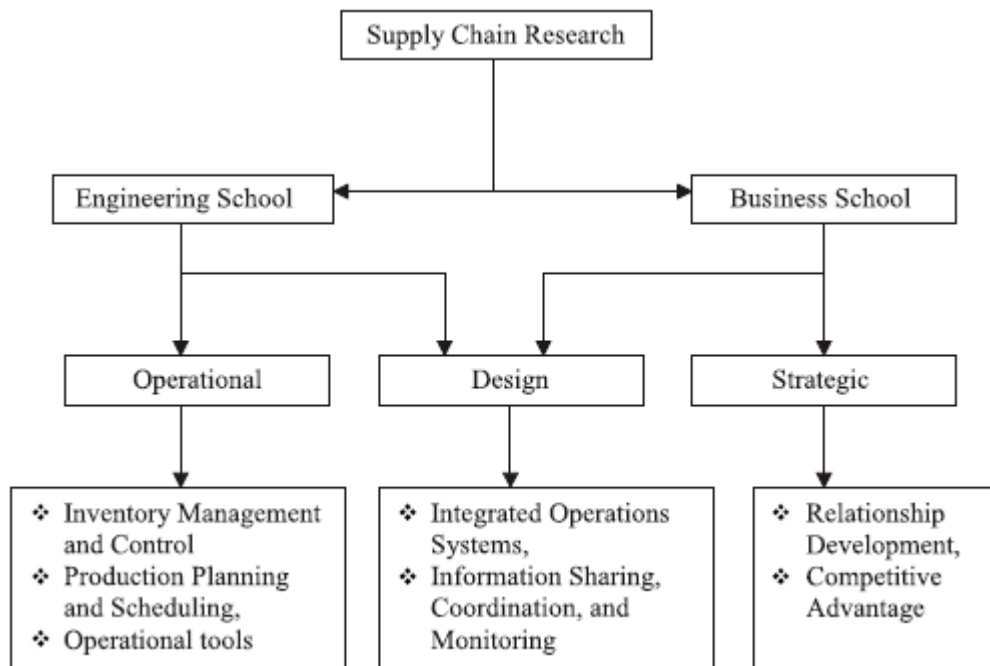 Supply Chain Research
Engineering School
Business School
Operational
Design
Strategic
❖ Inventory Management
and Control
❖ Production Planning
and Scheduling,
❖ Operational tools
❖ Integrated Operations
Systems,
❖ Information Sharing,
Coordination, and
Monitoring
❖ Relationship
Development,
❖ Competitive
Advantage